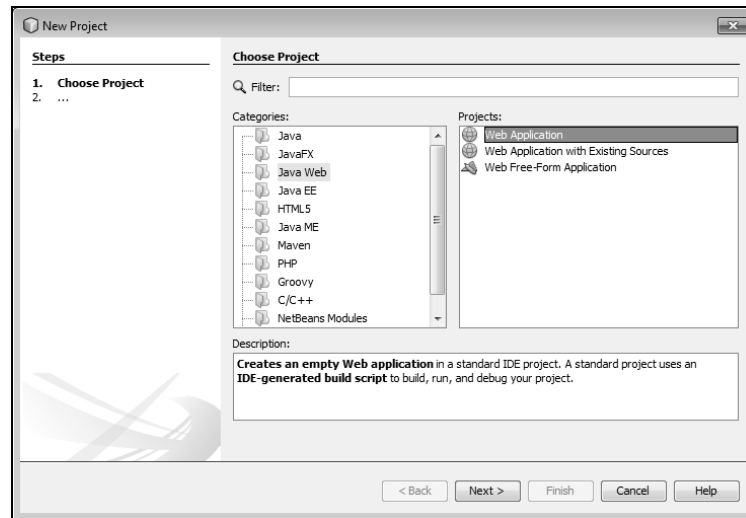 New Project
Steps
1. Choose Project
2. ...
Choose Project
Filter:
Categories:
Java
JavaFX
Java Web
Java EE
HTML5
Java ME
Maven
PHP
Groovy
C/C++
NetBeans Modules
Projects:
Web Application
Web Application with Existing Sources
Web Free-Form Application
Description:
Creates an empty Web application in a standard IDE project. A standard project uses an
IDE-generated build script to build, run, and debug your project.
< Back Next > Finish Cancel Help